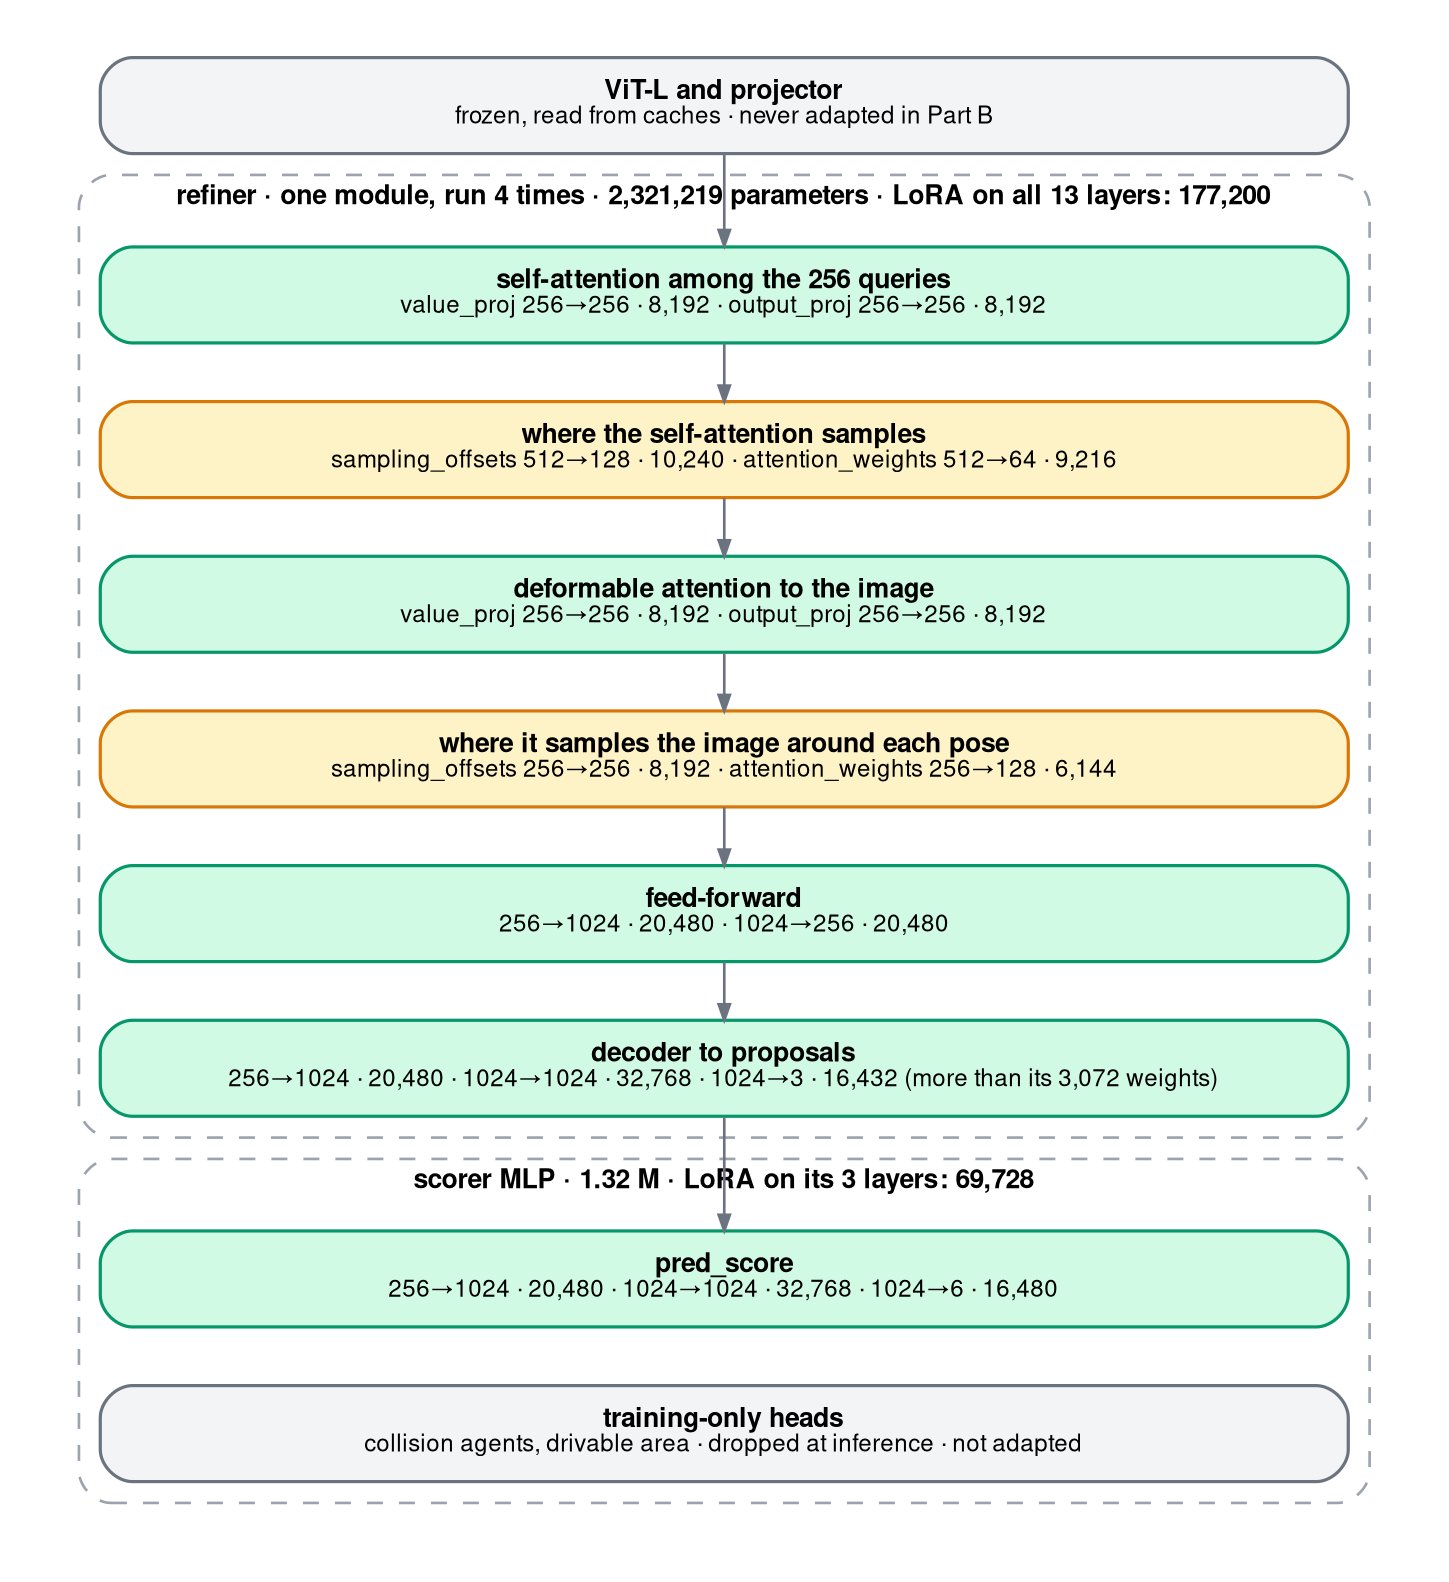 ViT-L and projector
frozen, read from caches · never adapted in Part B
refiner · one module, run 4 times · 2,321,219 parameters · LoRA on all 13 layers: 177,200
self-attention among the 256 queries
value_proj 256→256 · 8,192 · output_proj 256→256 · 8,192
where the self-attention samples
sampling_offsets 512→128 · 10,240 · attention_weights 512→64 · 9,216
deformable attention to the image
value_proj 256→256 · 8,192 · output_proj 256→256 · 8,192
where it samples the image around each pose
sampling_offsets 256→256 · 8,192 · attention_weights 256→128 · 6,144
feed-forward
256→1024 · 20,480 · 1024→256 · 20,480
decoder to proposals
256→1024 · 20,480 · 1024→1024 · 32,768 · 1024→3 · 16,432 (more than its 3,072 weights)
scorer MLP · 1.32 M · LoRA on its 3 layers: 69,728
pred_score
256→1024 · 20,480 · 1024→1024 · 32,768 · 1024→6 · 16,480
training-only heads
collision agents, drivable area · dropped at inference · not adapted